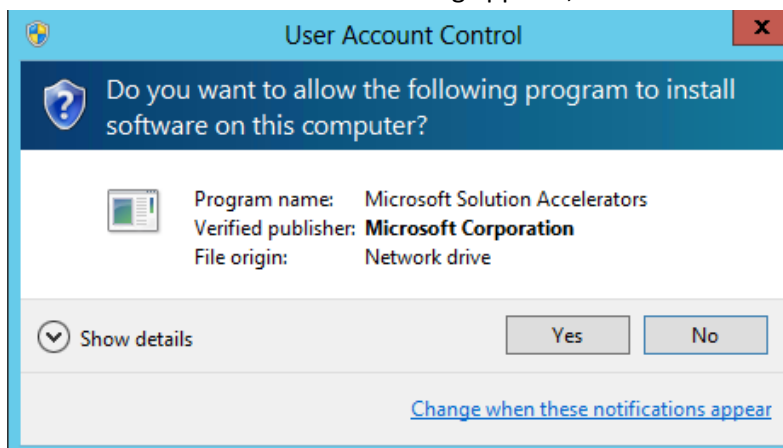 User Account Control
x
Do you want to allow the following program to install
software on this computer?
Program name: Microsoft Solution Accelerators
Verified publisher: Microsoft Corporation
File origin: Network drive
Show details
Yes
No
Change when these notifications appear